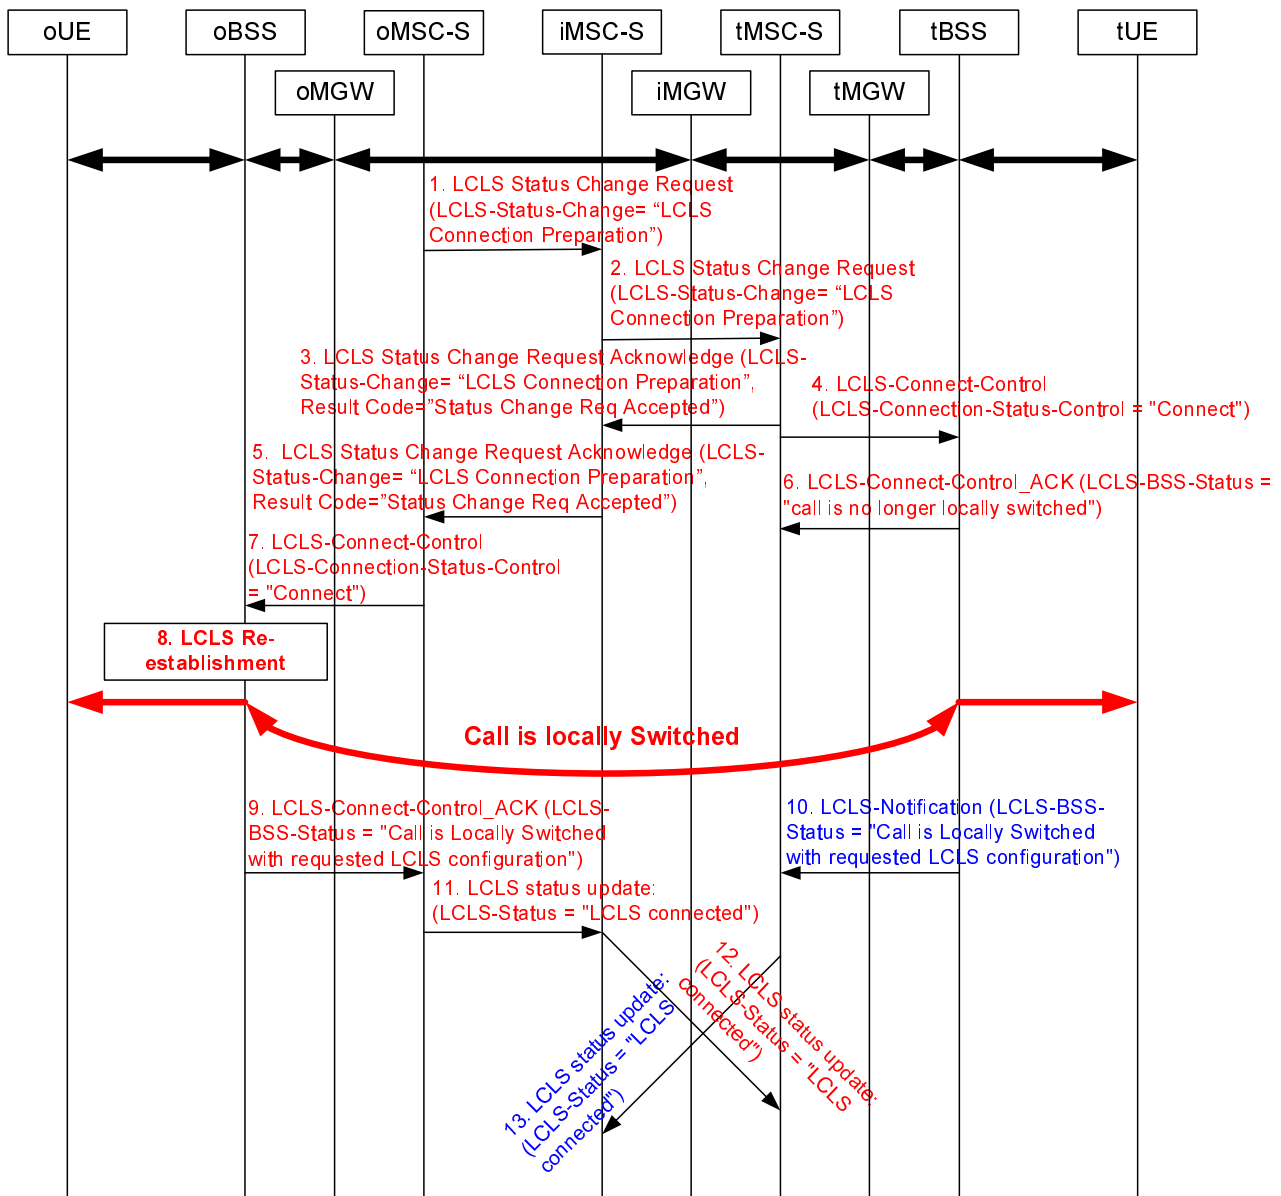 oUE
oBSS
oMSC-S
iMSC-S
tMSC-S
tBSS
tUE
oMGW
iMGW
tMGW
1. LCLS Status Change Request
(LCLS-Status-Change= “LCLS
Connection Preparation”)
2. LCLS Status Change Request
(LCLS-Status-Change= “LCLS
Connection Preparation”)
3. LCLS Status Change Request Acknowledge (LCLS-
Status-Change= “LCLS Connection Preparation”,
Result Code=”Status Change Req Accepted”)
4. LCLS-Connect-Control
(LCLS-Connection-Status-Control = "Connect")
5. LCLS Status Change Request Acknowledge (LCLS-
Status-Change= “LCLS Connection Preparation”,
Result Code=”Status Change Req Accepted”)
6. LCLS-Connect-Control_ACK (LCLS-BSS-Status =
"call is no longer locally switched")
7. LCLS-Connect-Control
(LCLS-Connection-Status-Control
= "Connect")
8. LCLS Re-
establishment
Call is locally Switched
9. LCLS-Connect-Control_ACK (LCLS-
BSS-Status = "Call is Locally Switched
with requested LCLS configuration")
10. LCLS-Notification (LCLS-BSS-
Status = "Call is Locally Switched
with requested LCLS configuration")
11. LCLS status update:
(LCLS-Status = "LCLS connected")
12. LCLS status update:
(LCLS-Status = "LCLS
connected")
13. LCLS status update:
(LCLS-Status = "LCLS
connected")